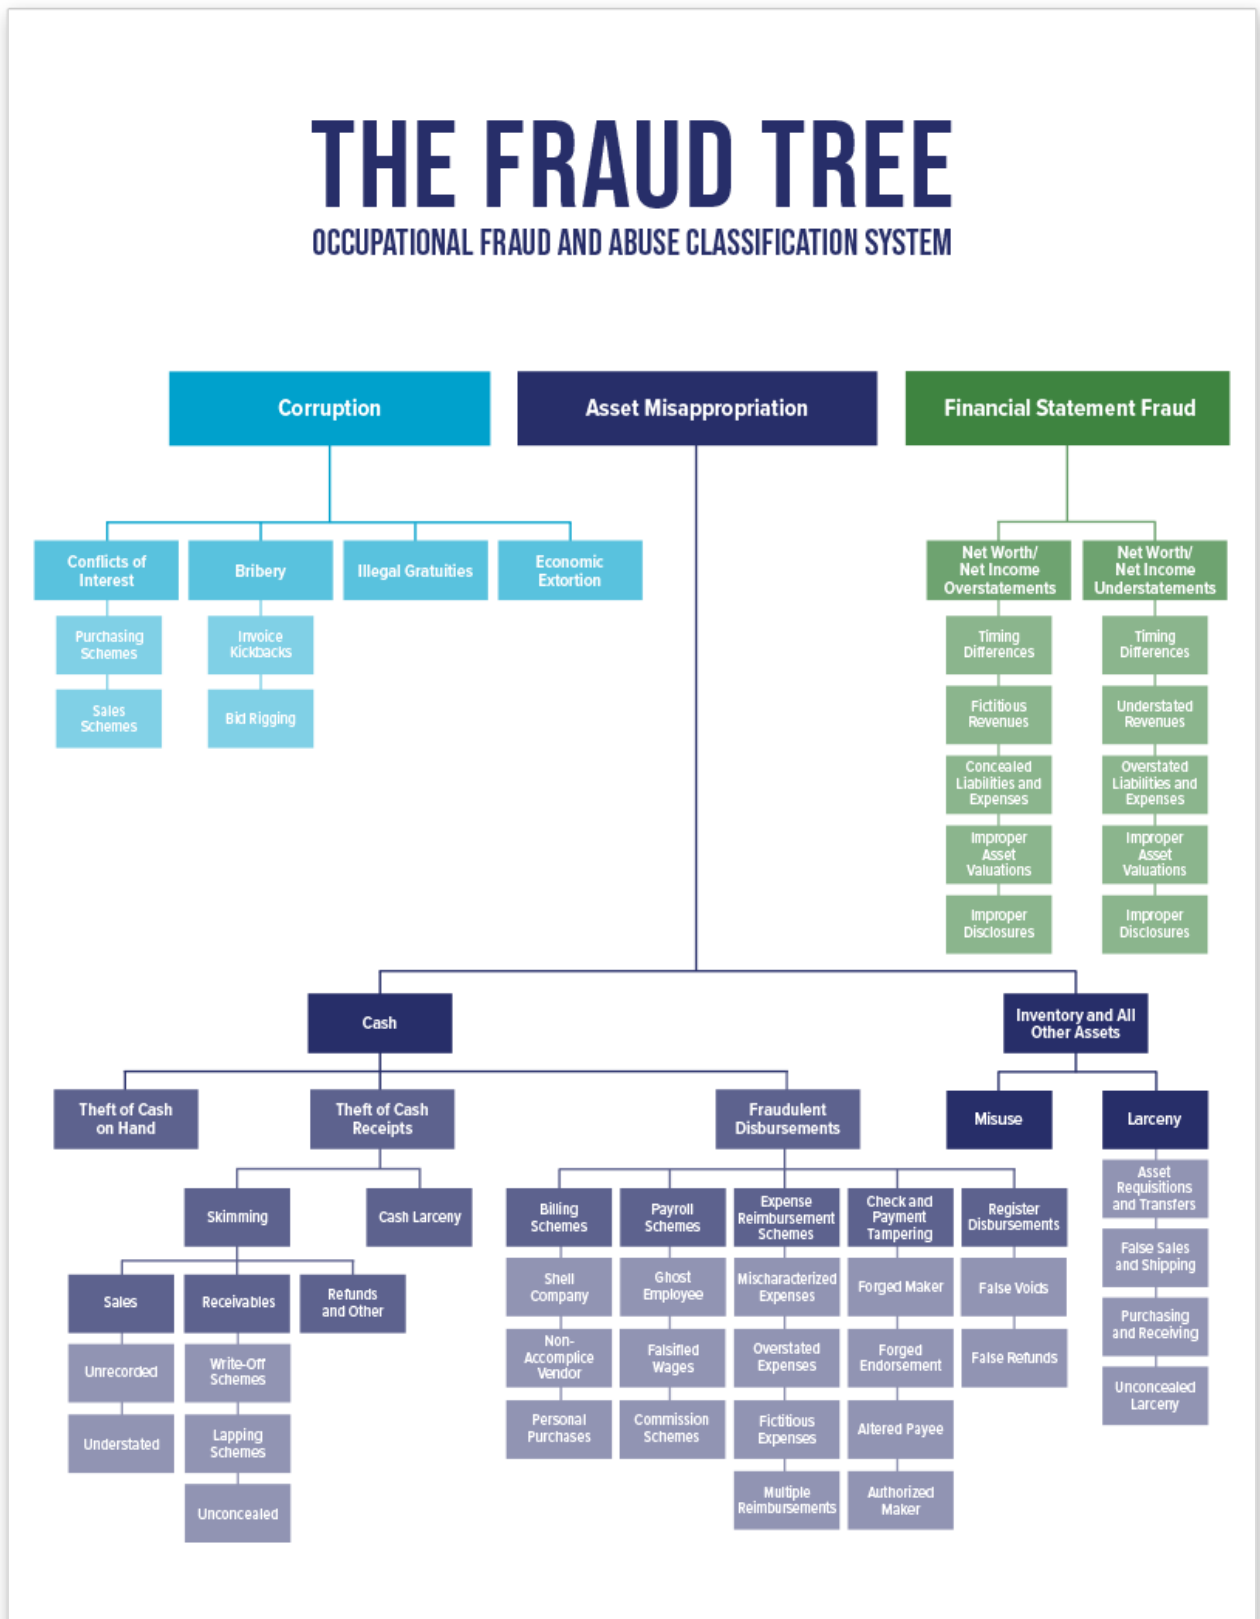 THE FRAUD TREE
OCCUPATIONAL FRAUD AND ABUSE CLASSIFICATION SYSTEM
Corruption
Asset Misappropriation
Financial Statement Fraud
Conflicts of
Interest
Bribery
Illegal Gratuities
Economic
Extortion
Net Worth/
Net Income
Overstatements
Net Worth/
Net Income
Understatements
Purchasing
Schemes
Invoice
Kickbacks
Timing
Differences
Timing
Differences
Sales
Schemes
Bid Rigging
Fictitious
Revenues
Understated
Revenues
Concealed
Liabilities and
Expenses
Overstated
Liabilities and
Expenses
Improper
Asset
Valuations
Improper
Asset
Valuations
Improper
Disclosures
Improper
Disclosures
Cash
Inventory and All
Other Assets
Theft of Cash
on Hand
Theft of Cash
Receipts
Fraudulent
Disbursements
Misuse
Larceny
Skimming
Cash Larceny
Billing
Schemes
Payroll
Schemes
Expense
Reimbursement
Schemes
Check and
Payment
Tampering
Register
Disbursements
Asset
Requisitions
and Transfers
Sales
Receivables
Refunds
and Other
Shell
Company
Ghost
Employee
Mischaracterized
Expenses
Forged Maker
False Voids
False Sales
and Shipping
Unrecorded
Write-Off
Schemes
Non-
Accomplice
Vendor
Falsified
Wages
Overstated
Expenses
Forged
Endorsement
False Refunds
Purchasing
and Receiving
Understated
Lapping
Schemes
Personal
Purchases
Commission
Schemes
Fictitious
Expenses
Altered Payee
Unconcealed
Larceny
Unconcealed
Multiple
Reimbursements
Authorized
Maker